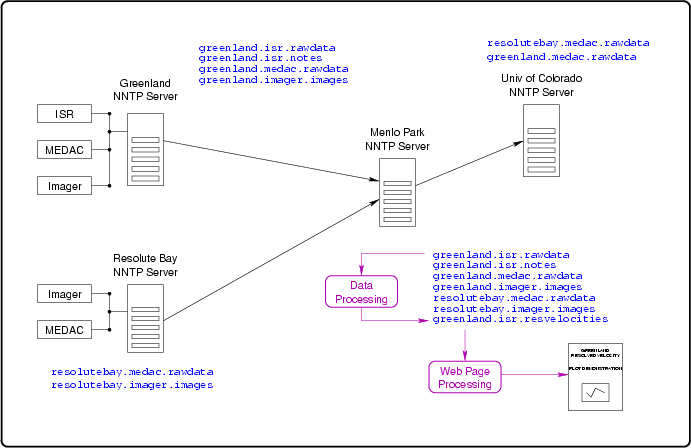 greenland.isr.rawdata
greenland.isr.notes
greenland.medac.rawdata
greenland.imager.images
resolutebay.medac.rawdata
greenland.medac.rawdata
Greenland
NNTP Server
Univ of Colorado
NNTP Server
ISR
MEDAC
Imager
Menlo Park
NNTP Server
Resolute Bay
NNTP Server
Imager
MEDAC
resolutebay.medac.rawdata
resolutebay.imager.images
Data
Processing
greenland.isr.rawdata
greenland.isr.notes
greenland.medac.rawdata
greenland.imager.images
resolutebay.medac.rawdata
resolutebay.imager.images
greenland.isr.resvelocities
Web Page
Processing
GREENLAND
RESOLVED VELOCITY
PLOT DEMONSTRATION